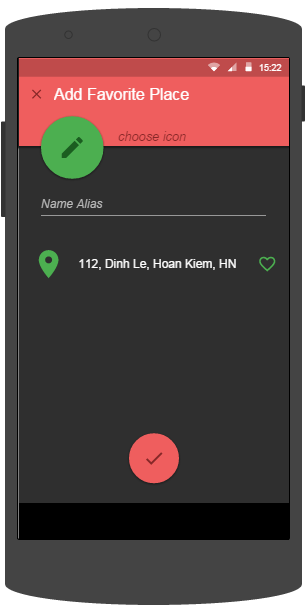 15:22
Add Favorite Place
choose icon
Name Alias
112, Dinh Le, Hoan Kiem, HN